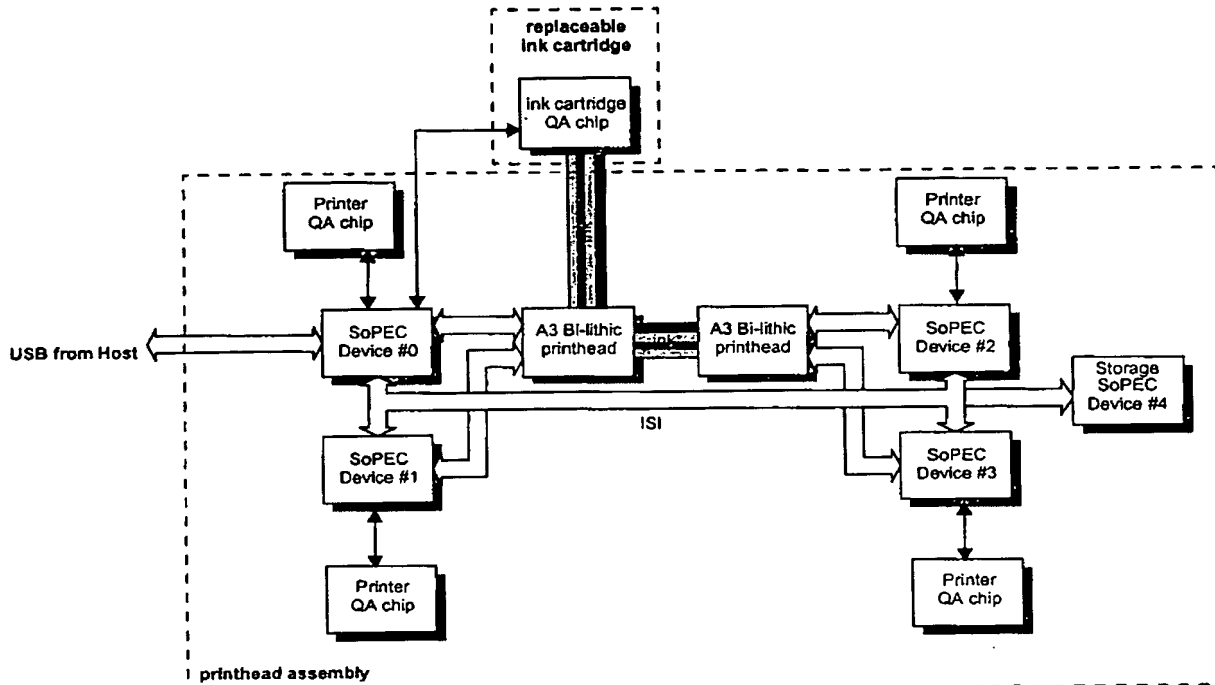 replaceable
ink cartridge
ink cartridge
QA chip
Printer
QA chip
Printer
QA chip
SoPEC
Device #0
A3 Bi-lithic
printhead
ink
A3 Bi-lithic
printhead
SoPEC
Device #2
USB from Host
Storage
SoPEC
Device #4
ISI
SoPEC
Device #1
SoPEC
Device #3
Printer
QA chip
Printer
QA chip
printhead assembly